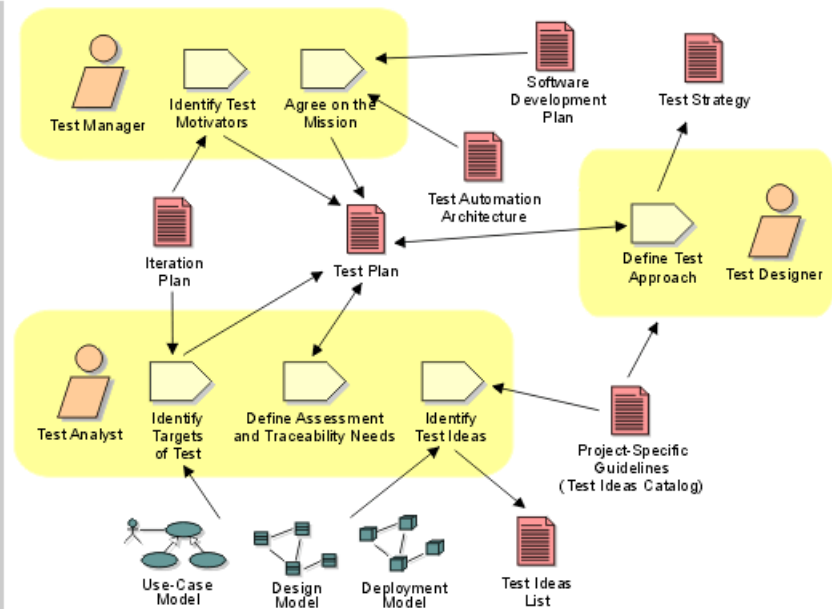 Test Manager
Identify Test
Motivators
Agree on the
Mission
Software
Development
Plan
Test Strategy
Test Automation
Architecture
Iteration
Plan
Test Plan
Define Test
Approach
Test Designer
Test Analyst
Identify
Targets
of Test
Define Assessment
and Traceability Needs
Identify
Test Ideas
Project-Specific
Guidelines
(Test Ideas Catalog)
Use-Case
Model
Design
Model
Deployment
Model
Test Ideas
List